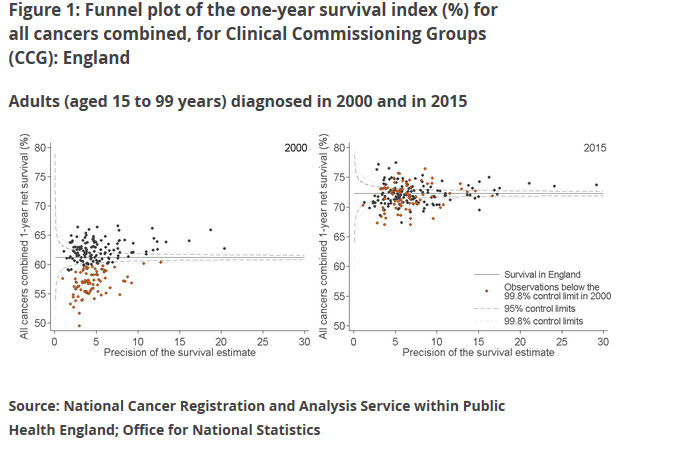 Figure 1: Funnel plot of the one-year survival index (%) for
all cancers combined, for Clinical Commissioning Groups
(CCG): England
Adults (aged 15 to 99 years) diagnosed in 2000 and in 2015
All cancers combined 1-year net survival (%)
80
75
70
65
60
55
50
2000
0
5
10
15
20
25
30
Precision of the survival estimate
All cancers combined 1-year net survival (%)
80
75
70
65
60
55
50
2015
Survival in England
Observations below the
99.8% control limit in 2000
95% control limits
99.8% control limits
0
5
10
15
20
25
30
Precision of the survival estimate
Source: National Cancer Registration and Analysis Service within Public
Health England; Office for National Statistics